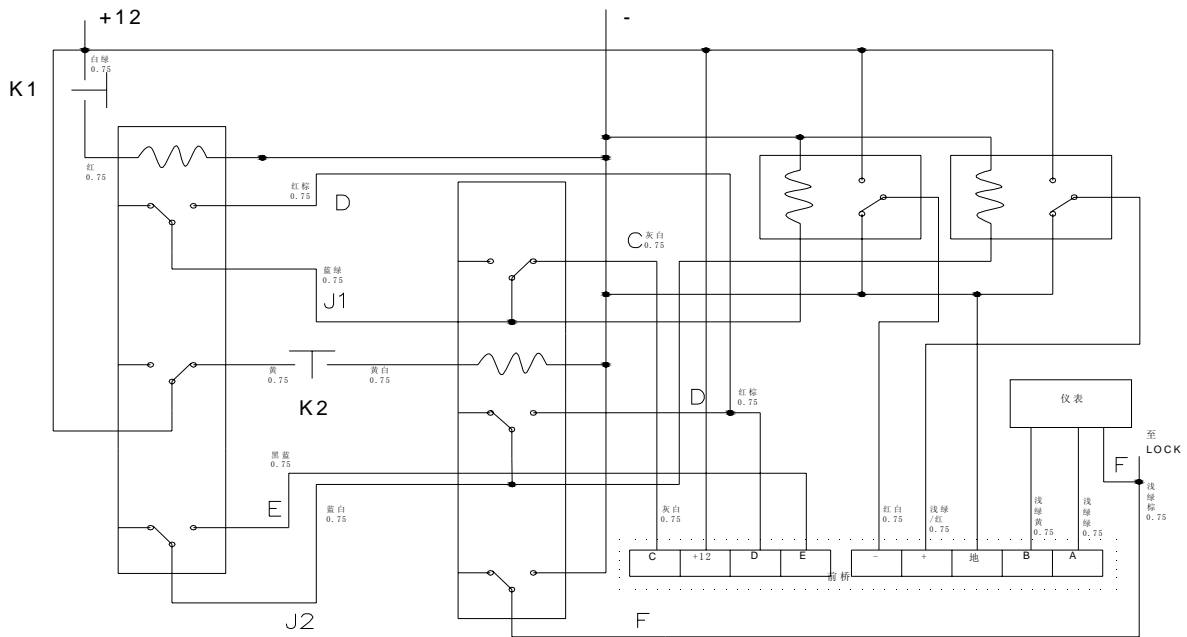 +12
-
白绿
0.75
K1
红
0.75
红棕
0.75
D
C
灰白
0.75
蓝绿
0.75
J1
黄
0.75
黄白
0.75
K2
D
红棕
0.75
仪表
至
LOCK
黑蓝
0.75
F
E
蓝白
0.75
灰白
0.75
红白
0.75
浅绿
/红
0.75
浅
绿
黄
0.75
浅
绿
绿
0.75
浅
绿
棕
0.75
C
+12
D
E
-
+
地
B
A
前桥
J2
F